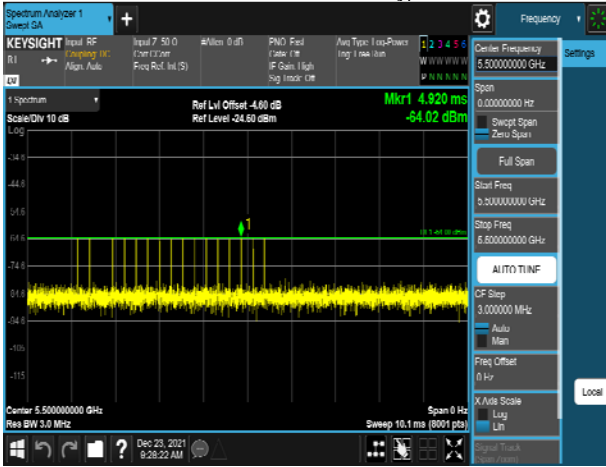 Spectrum Analyzer 1
Swept SA
+
Frequency
KEYSIGHT
Input: RF
Coupling: DC
Align: Auto
Input Z: 50 Ω
Corr CCorr
Freq Ref: Int (S)
#Atten: 0 dB
PNO: Fast
Gate: Off
IF Gain: High
Sig Track: Off
Avg Type: Log-Power
Trig: Free Run
1 2 3 4 5 6
W W W W W W
P N N N N N
1 Spectrum
Scale/Div 10 dB
Log
Ref Lvl Offset -4.60 dB
Ref Level -24.60 dBm
Mkr1 4.920 ms
-64.02 dBm
-34.6
-44.6
-54.6
-64.6
-74.6
-84.6
-94.6
-105
-115
1
Center 5.500000000 GHz
Res BW 3.0 MHz
Span 0 Hz
Sweep 10.1 ms (8001 pts)
Center Frequency
5.500000000 GHz
Settings
Span
0.00000000 Hz
Swept Span
Zero Span
Full Span
Start Freq
5.500000000 GHz
Stop Freq
5.500000000 GHz
AUTO TUNE
CF Step
3.000000 MHz
Auto
Man
Freq Offset
0 Hz
X Axis Scale
Log
Lin
Local
Signal Track
(Span Zoom)
?
Dec 23, 2021
9:28:22 AM